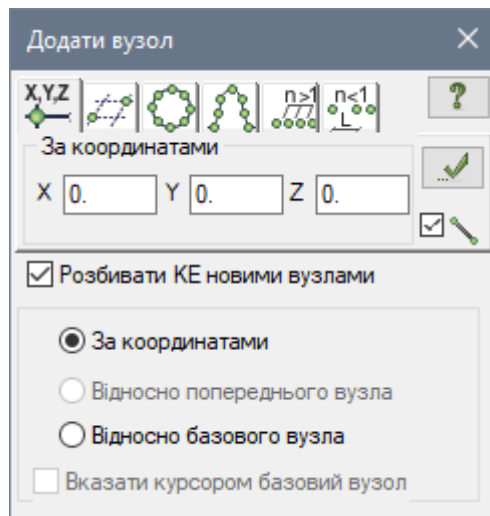 Додати вузол
X,Y,Z n>1 n<1 L
?
За координатами
X 0. Y 0. Z 0.
Розбивати КЕ новими вузлами
За координатами
Відносно попереднього вузла
Відносно базового вузла
Вказати курсором базовий вузол